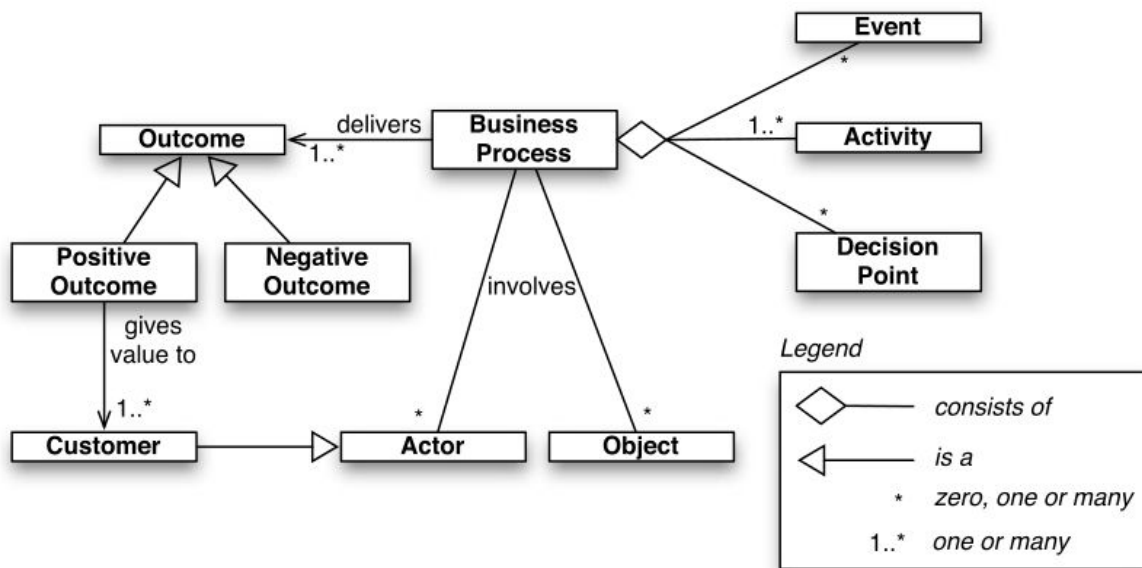 Event
*
delivers
Business
Process
1..*
Activity
Outcome
1..*
*
Positive
Outcome
Negative
Outcome
Decision
Point
involves
gives
value to
1..*
*
*
Customer
Actor
Object
Legend
consists of
is a
* zero, one or many
1..* one or many